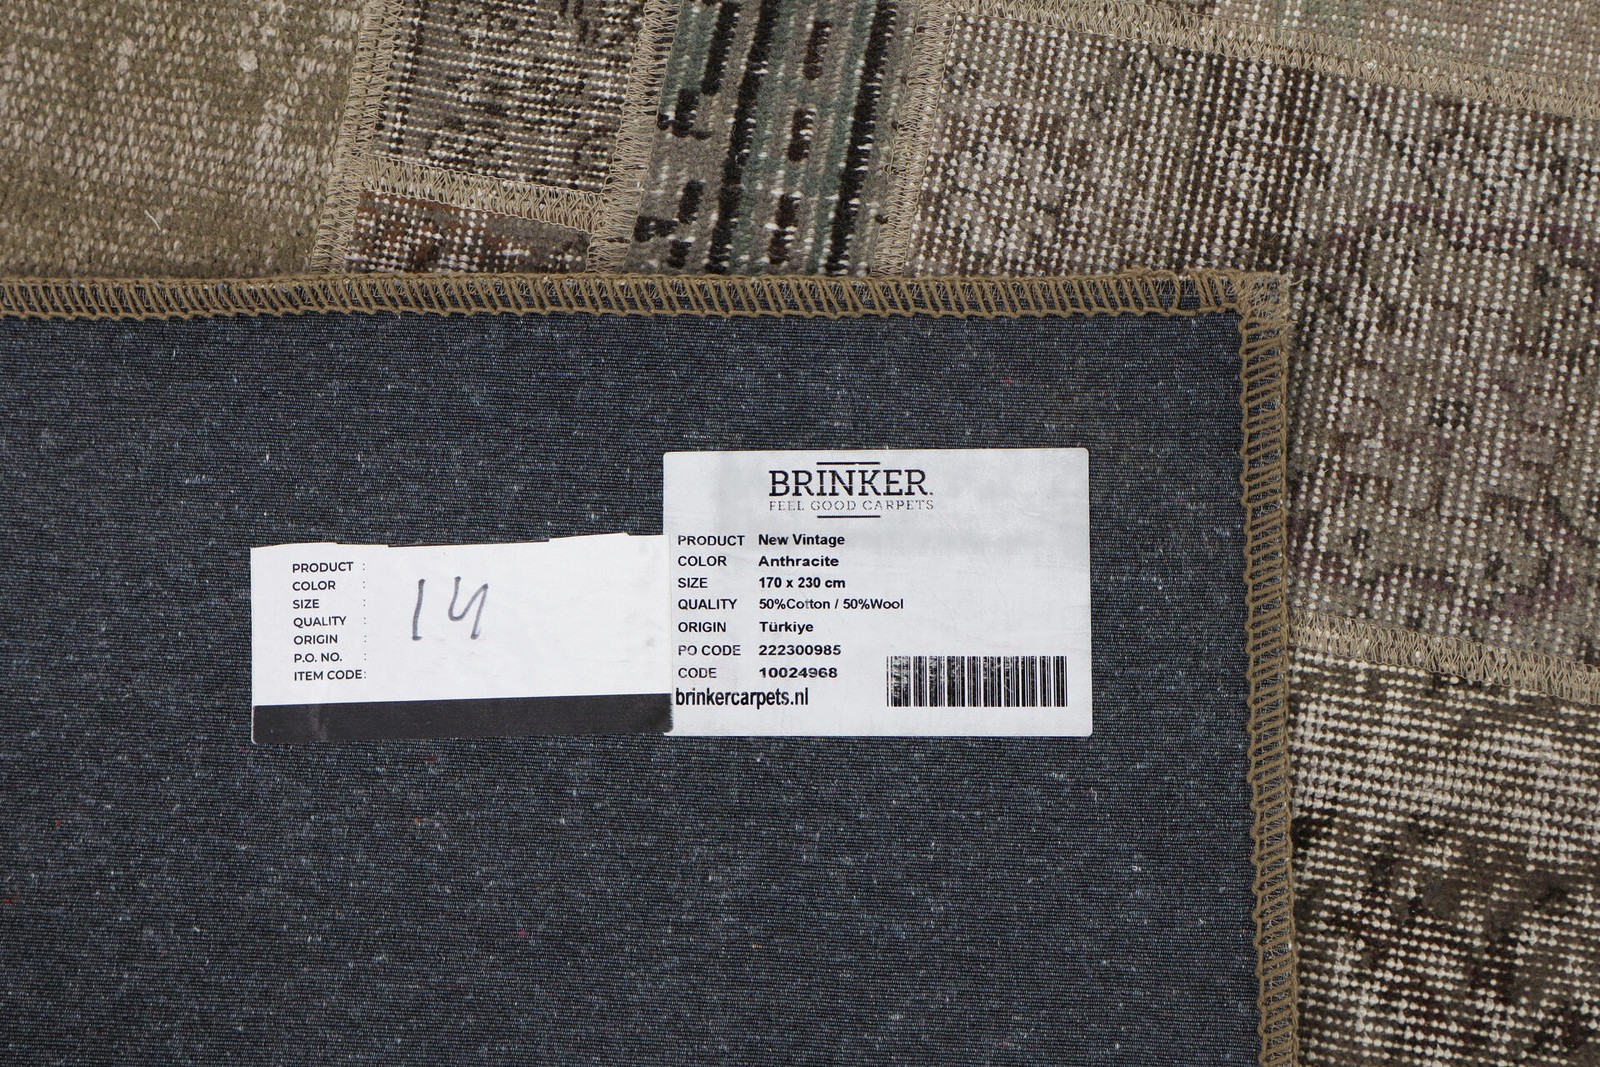 BRINKER.
FEEL GOOD CARPETS
PRODUCT New Vintage
COLOR Anthracite
SIZE 170 x 230 cm
QUALITY 50%Cotton / 50%Wool
ORIGIN Türkiye
PO CODE 222300985
CODE 10024968
brinkercarpets.nl
PRODUCT :
COLOR :
SIZE :
QUALITY :
ORIGIN :
P.O. NO. :
ITEM CODE:
14